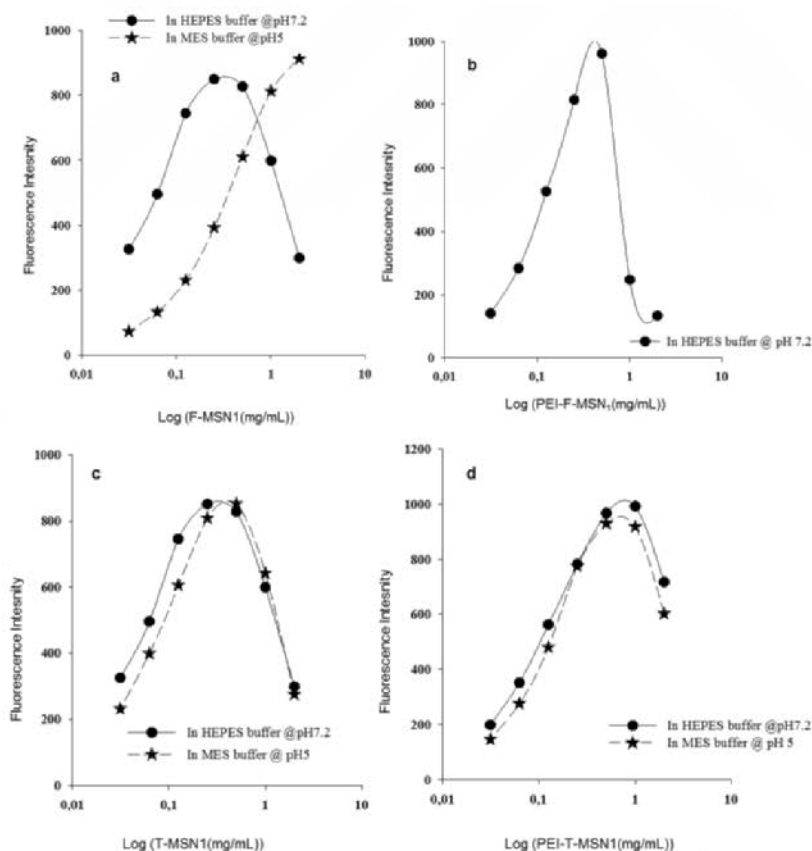 In HEPES buffer @pH7.2
In MES buffer @pH5
a
1000
800
600
400
200
0
Fluorescence Intesnity
0,01 0,1 1 10
Log (F-MSN1(mg/mL))
b
1000
800
600
400
200
0
Fluorescence Intesnity
In HEPES buffer @ pH 7.2
0,01 0,1 1 10
Log (PEI-F-MSN₁(mg/mL))
c
1000
800
600
400
200
0
Fluorescence Intesnity
In HEPES buffer @pH7.2
In MES buffer @ pH5
0,01 0,1 1 10
Log (T-MSN1(mg/mL))
d
1200
1000
800
600
400
200
0
Fluorescence Intesnity
In HEPES buffer @pH7.2
In MES buffer @ pH 5
0,01 0,1 1 10
Log (PEI-T-MSN1(mg/mL))